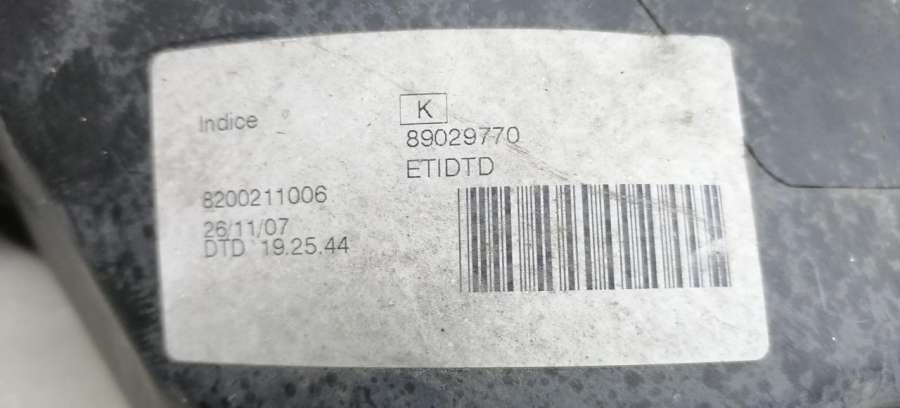 Indice
K
89029770
ETIDTD
8200211006
26/11/07
DTD 19.25.44